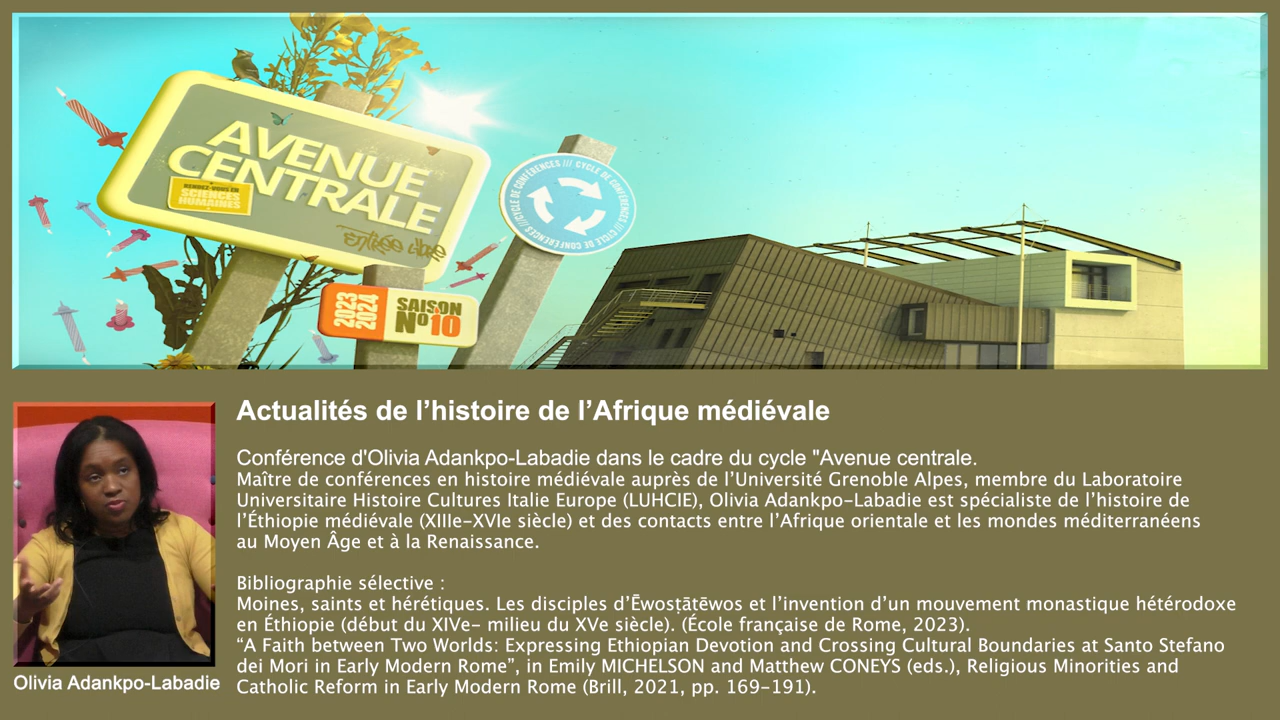 AVENUE
CENTRALE
RENDEZ-VOUS EN
SCIENCES
HUMAINES
entrée libre
CYCLE DE CONFÉRENCES /// CYCLE DE CONFÉRENCES /// CYCLE DE CONFÉRENCES ///
2023
2024
SAISON
No10
Actualités de l’histoire de l’Afrique médiévale
Conférence d'Olivia Adankpo-Labadie dans le cadre du cycle "Avenue centrale.
Maître de conférences en histoire médiévale auprès de l’Université Grenoble Alpes, membre du Laboratoire
Universitaire Histoire Cultures Italie Europe (LUHCIE), Olivia Adankpo-Labadie est spécialiste de l’histoire de
l’Éthiopie médiévale (XIIIe-XVIe siècle) et des contacts entre l’Afrique orientale et les mondes méditerranéens
au Moyen Âge et à la Renaissance.
Bibliographie sélective :
Moines, saints et hérétiques. Les disciples d’Ēwosṭātēwos et l’invention d’un mouvement monastique hétérodoxe
en Éthiopie (début du XIVe- milieu du XVe siècle). (École française de Rome, 2023).
“A Faith between Two Worlds: Expressing Ethiopian Devotion and Crossing Cultural Boundaries at Santo Stefano
dei Mori in Early Modern Rome”, in Emily MICHELSON and Matthew CONEYS (eds.), Religious Minorities and
Catholic Reform in Early Modern Rome (Brill, 2021, pp. 169-191).
Olivia Adankpo-Labadie